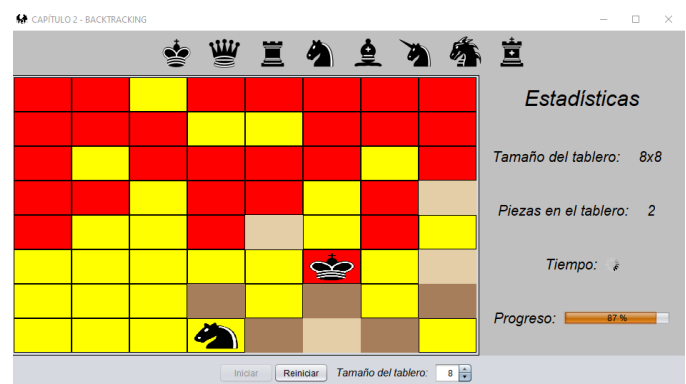 CAPÍTULO 2 - BACKTRACKING
Estadísticas
Tamaño del tablero: 8x8
Piezas en el tablero: 2
Tiempo:
Progreso: 87 %
Iniciar Reiniciar Tamaño del tablero: 8